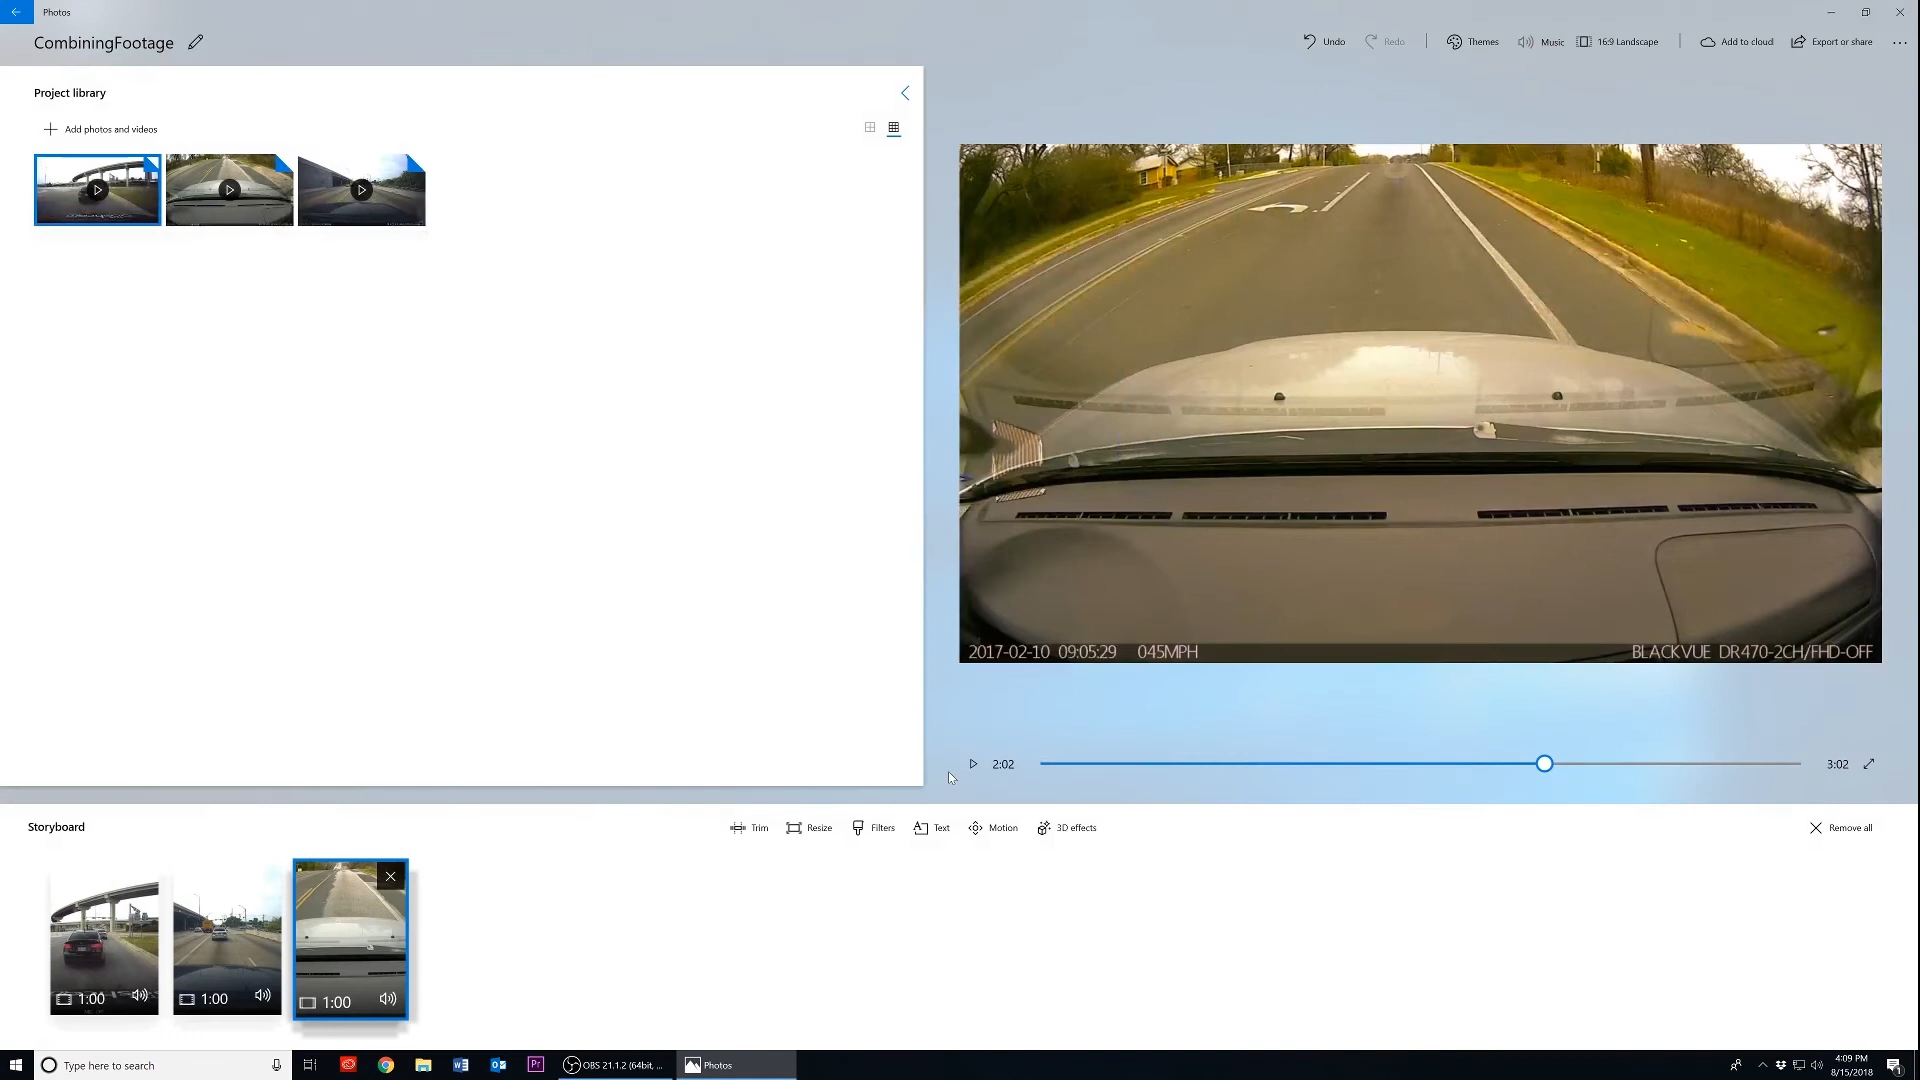 Photos
CombiningFootage
Undo
Redo
Themes
Music
16:9 Landscape
Add to cloud
Export or share
Project library
Add photos and videos
2017-02-10 09:05:29 045MPH
BLACKVUE DR470-2CH/FHD-OFF
2:02
3:02
Storyboard
Trim
Resize
Filters
Text
Motion
3D effects
Remove all
1:00
1:00
1:00
Type here to search
Pr
OBS 21.1.2 (64bit, ...
Photos
4:09 PM
8/15/2018
1